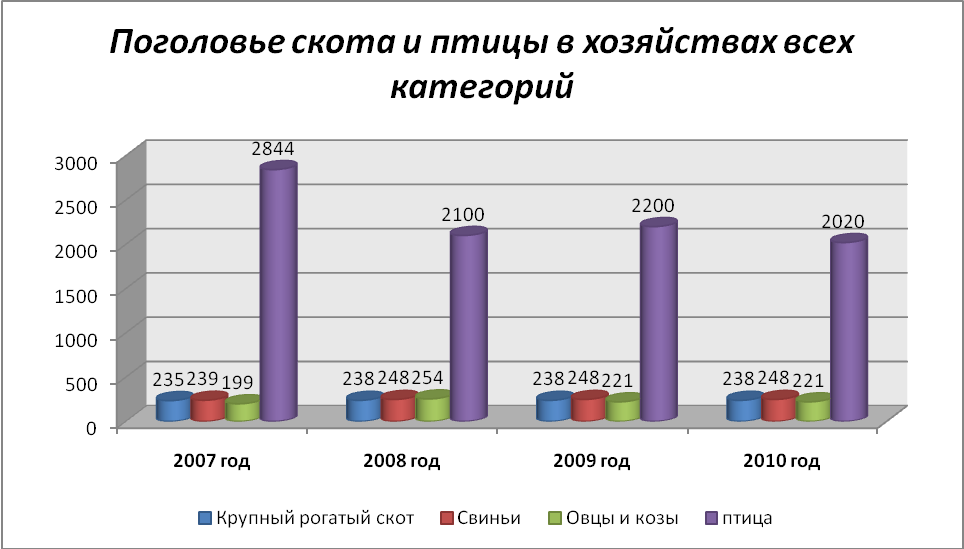 Поголовье скота и птицы в хозяйствах всех
категорий
3000
2500
2000
1500
1000
500
0
235 239 199 2844
238 248 254 2100
238 248 221 2200
238 248 221 2020
2007 год 2008 год 2009 год 2010 год
Крупный рогатый скот Свиньи Овцы и козы птица